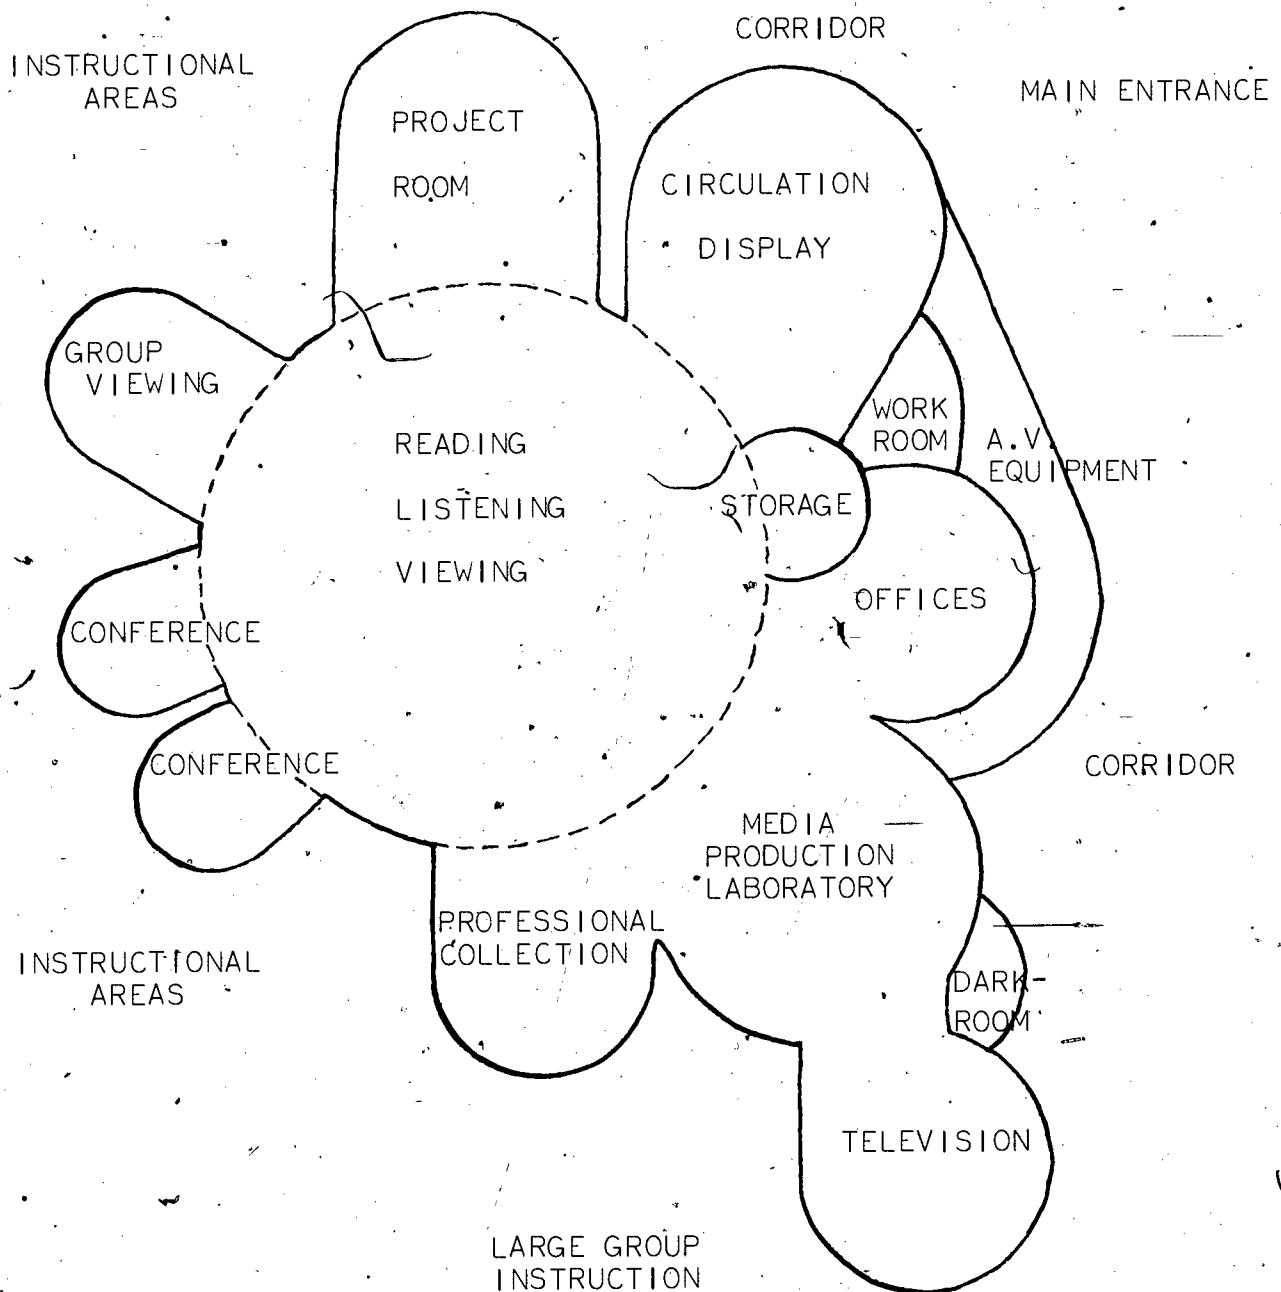 CORRIDOR
INSTRUCTIONAL
AREAS
MAIN ENTRANCE
PROJECT
ROOM
CIRCULATION
DISPLAY
GROUP
VIEWING
WORK
ROOM
A.V.
EQUIPMENT
READING
LISTENING
VIEWING
STORAGE
OFFICES
CONFERENCE
CONFERENCE
CORRIDOR
MEDIA
PRODUCTION
LABORATORY
PROFESSIONAL
COLLECTION
INSTRUCTIONAL
AREAS
DARK-
ROOM
TELEVISION
LARGE GROUP
INSTRUCTION